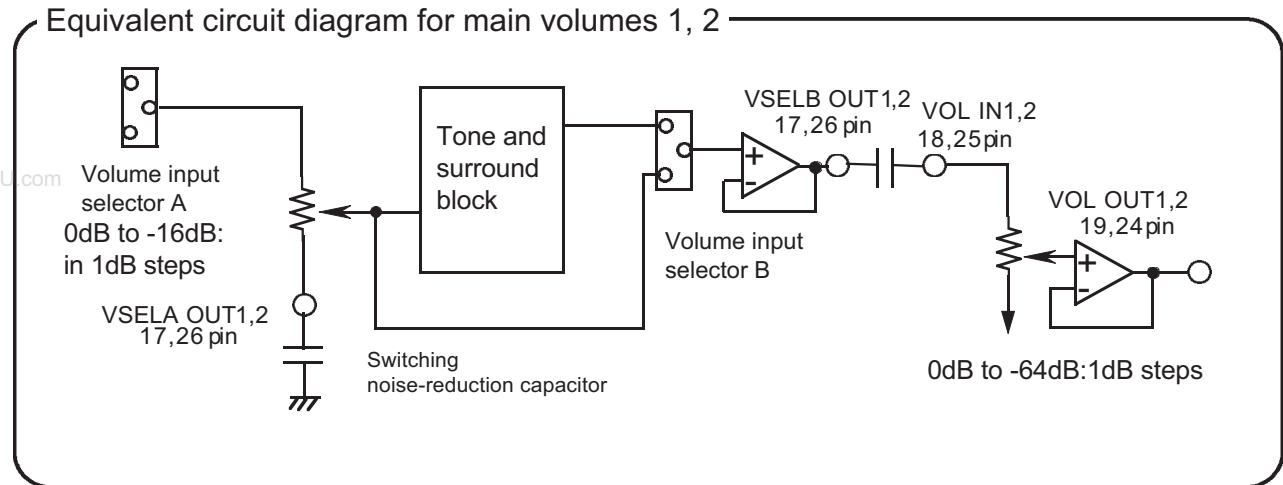 Equivalent circuit diagram for main volumes 1, 2
VSELB OUT1,2
17,26 pin
VOL IN1,2
18,25pin
Tone and
surround
block
+
-
U.com
Volume input
selector A
0dB to -16dB:
in 1dB steps
VOL OUT1,2
19,24pin
Volume input
selector B
+
-
VSELA OUT1,2
17,26 pin
Switching
noise-reduction capacitor
0dB to -64dB:1dB steps